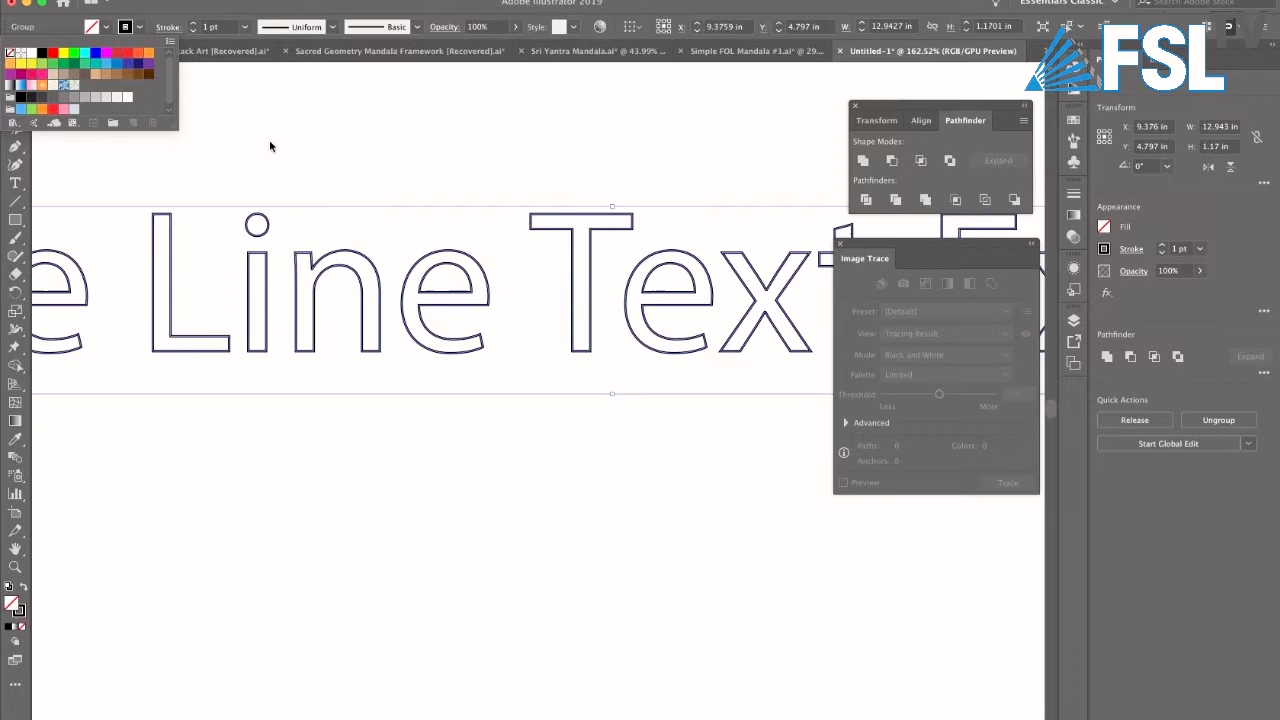 Adobe Illustrator 2019
Essentials Classic
Search Adobe Stock
Group
Stroke: 1 pt
Uniform
Basic
Opacity: 100%
Style:
X: 9.3759 in
Y: 4.797 in
W: 12.9427 in
H: 1.1701 in
ck Art [Recovered].ai*
Sacred Geometry Mandala Framework [Recovered].ai*
Sri Yantra Mandala.ai* @ 43.99% ...
Simple FOL Mandala #1.ai* @ 29...
Untitled-1* @ 162.52% (RGB/GPU Preview)
FSL
e Line Text
Transform
Align
Pathfinder
Shape Modes:
Expand
Pathfinders:
Image Trace
Preset: [Default]
View: Tracing Result
Mode: Black and White
Palette: Limited
Threshold:
Less
More
Advanced
Paths: 0
Colors: 0
Anchors: 0
Preview
Trace
Transform
X: 9.376 in
W: 12.943 in
Y: 4.797 in
H: 1.17 in
0°
Appearance
Fill
Stroke
1 pt
Opacity
100%
fx.
Pathfinder
Expand
Quick Actions
Release
Ungroup
Start Global Edit